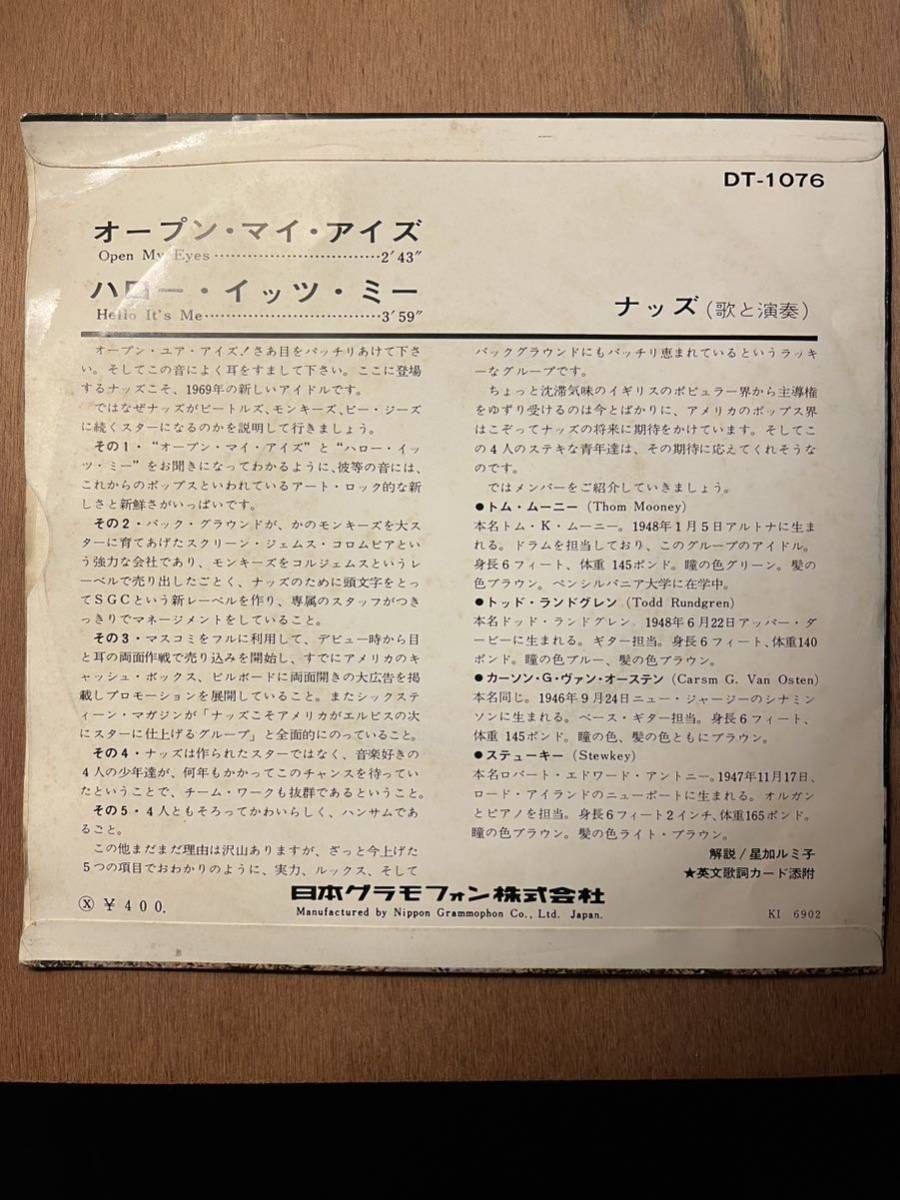 DT-1076
オープン・マイ・アイズ
Open My Eyes……………………………2′43″
ハロー・イッツ・ミー
Hello It's Me……………………………3′59″
ナッズ(歌と演奏)
オープン・ユア・アイズ!さあ目をバッチリあけて下さ
い。そしてこの音によく耳をすまして下さい。ここに登場
するナッズこそ、1969年の新しいアイドルです。
ではなぜナッズがビートルズ、モンキーズ、ビー・ジーズ
に続くスターになるのかを説明して行きましょう。
その1・“オープン・マイ・アイズ”と“ハロー・イッ
ツ・ミー”をお聞きになってわかるように、彼等の音には、
これからのポップスといわれているアート・ロック的な新
しさと新鮮さがいっぱいです。
その2・バック・グラウンドが、かのモンキーズを大ス
ターに育てあげたスクリーン・ジェムス・コロムビアとい
う強力な会社であり、モンキーズをコルジェムスというレ
ーベルで売り出したごとく、ナッズのために頭文字をとっ
てSGCという新レーベルを作り、専属のスタッフがつき
っきりでマネージメントをしていること。
その3・マスコミをフルに利用して、デビュー時から目
と耳の両面作戦で売り込みを開始し、すでにアメリカのキ
ャッシュ・ボックス、ビルボードに両面開きの大広告を掲
載しプロモーションを展開していること。またシックステ
ィーン・マガジンが「ナッズこそアメリカがエルビスの次
にスターに仕上げるグループ」と全面的にのっていること。
その4・ナッズは作られたスターではなく、音楽好きの
4人の少年達が、何年もかかってこのチャンスを待ってい
たということで、チーム・ワークも抜群であるということ。
その5・4人ともそろってかわいらしく、ハンサムであ
ること。
この他まだまだ理由は沢山ありますが、ざっと今上げた
5つの項目でおわかりのように、実力、ルックス、そして
バックグラウンドにもバッチリ恵まれているというラッキ
ーなグループです。
ちょっと沈滞気味のイギリスのポピュラー界から主導権
をゆずり受けるのは今とばかりに、アメリカのポップス界
はこぞってナッズの将来に期待をかけています。そしてこ
の4人のステキな青年達は、その期待に応えてくれそうな
のです。
ではメンバーをご紹介していきましょう。
●トム・ムーニー (Thom Mooney)
本名トム・K・ムーニー。1948年1月5日アルトナに生ま
れる。ドラムを担当しており、このグループのアイドル。
身長6フィート、体重 145ポンド。瞳の色グリーン。髪の
色ブラウン。ペンシルバニア大学に在学中。
●トッド・ランドグレン (Todd Rundgren)
本名ドッド・ランドグレン。1948年6月22日アッパー・ダ
ービーに生まれる。ギター担当。身長6フィート、体重140
ポンド。瞳の色ブルー、髪の色ブラウン。
●カーソン・G・ヴァン・オーステン (Carsm G. Van Osten)
本名同じ。1946年9月24日ニュー・ジャージーのシナミン
ソンに生まれる。ベース・ギター担当。身長6フィート、
体重 145ポンド。瞳の色、髪の色ともにブラウン。
●ステューキー (Stewkey)
本名ロバート・エドワード・アントニー。1947年11月17日、
ロード・アイランドのニューポートに生まれる。オルガン
とピアノを担当。身長6フィート2インチ、体重165ポンド。
瞳の色ブラウン。髪の色ライト・ブラウン。
解説/星加ルミ子
★英文歌詞カード添附
Ⓧ ￥400.
日本グラモフォン株式会社
Manufactured by Nippon Grammophon Co., Ltd. Japan.
KI 6902